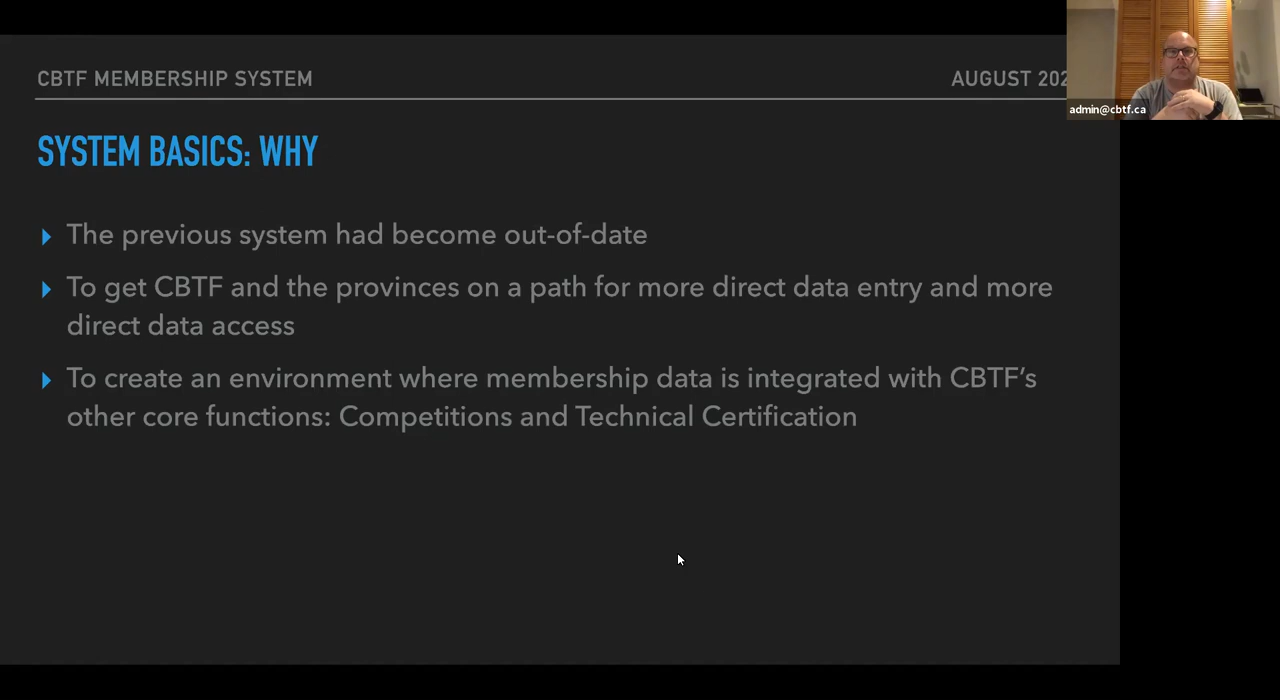 CBTF MEMBERSHIP SYSTEM
AUGUST 202
admin@cbtf.ca
SYSTEM BASICS: WHY
The previous system had become out-of-date
To get CBTF and the provinces on a path for more direct data entry and more
direct data access
To create an environment where membership data is integrated with CBTF’s
other core functions: Competitions and Technical Certification